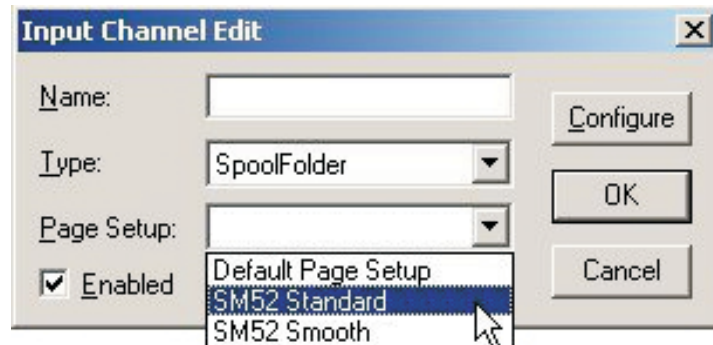 Input Channel Edit
Name:
Configure
Type:
SpoolFolder
OK
Page Setup:
Default Page Setup
Enabled
Cancel
SM52 Standard
SM52 Smooth